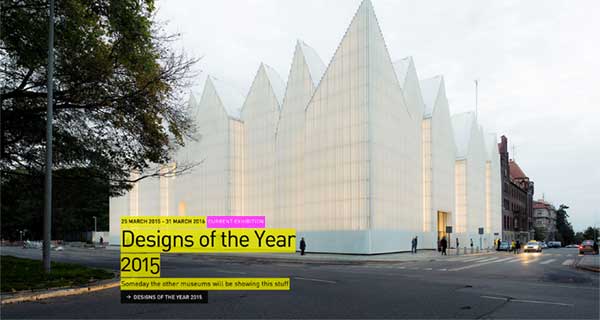 25 MARCH 2015 - 31 MARCH 2016 CURRENT EXHIBITION
Designs of the Year
2015
Someday the other museums will be showing this stuff
→ DESIGNS OF THE YEAR 2015